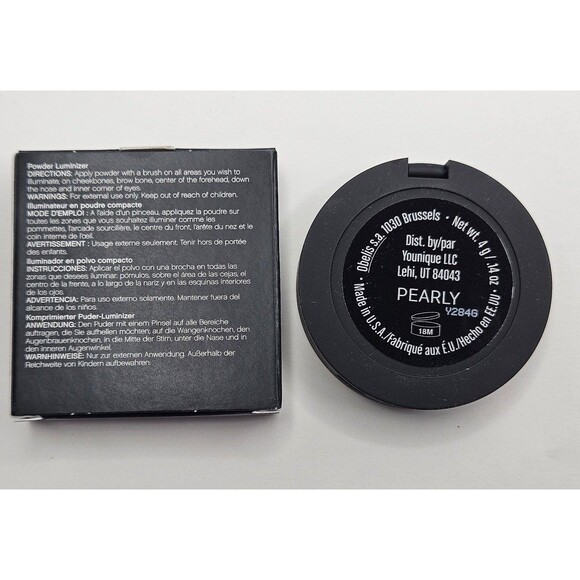 Powder Luminizer
DIRECTIONS: Apply powder with a brush on all areas you wish to
illuminate, on cheekbones, brow bone, center of the forehead, down
the nose and inner corner of eyes.
WARNINGS: For external use only. Keep out of reach of children.
Illuminateur en poudre compacte
MODE D'EMPLOI : A l'aide d'un pinceau, appliquez la poudre sur
toutes les zones que vous souhaitez illuminer comme les
pommettes, l'arcade sourcilière, le centre du front, l'arête du nez et le
coin interne de l'œil.
AVERTISSEMENT : Usage externe seulement. Tenir hors de portée
des enfants.
Iluminador en polvo compacto
INSTRUCCIONES: Aplicar el polvo con una brocha en todas las
zonas que desees iluminar: pómulos, sobre el área de las cejas, el
centro de la frente, a lo largo de la nariz y en las esquinas interiores
de los ojos.
ADVERTENCIA: Para uso externo solamente. Mantener fuera del
alcance de los niños.
Komprimierter Puder-Luminizer
ANWENDUNG: Den Puder mit einem Pinsel auf alle Bereiche
auftragen, die Sie aufhellen möchten, auf die Wangenknochen, den
Augenbrauenknochen, in die Mitte der Stirn, unter die Nase und in
den inneren Augenwinkel.
WARNHINWEISE: Nur zur externen Anwendung. Außerhalb der
Reichweite von Kindern aufbewahren.
Obelis s.a. 1030 Brussels • Net wt. 4g / .14 oz
Dist. by/par
Younique LLC
Lehi, UT 84043
PEARLY
Y284G
18M
Made in U.S.A./Fabriqué aux É.U./Hecho en EE.UU •